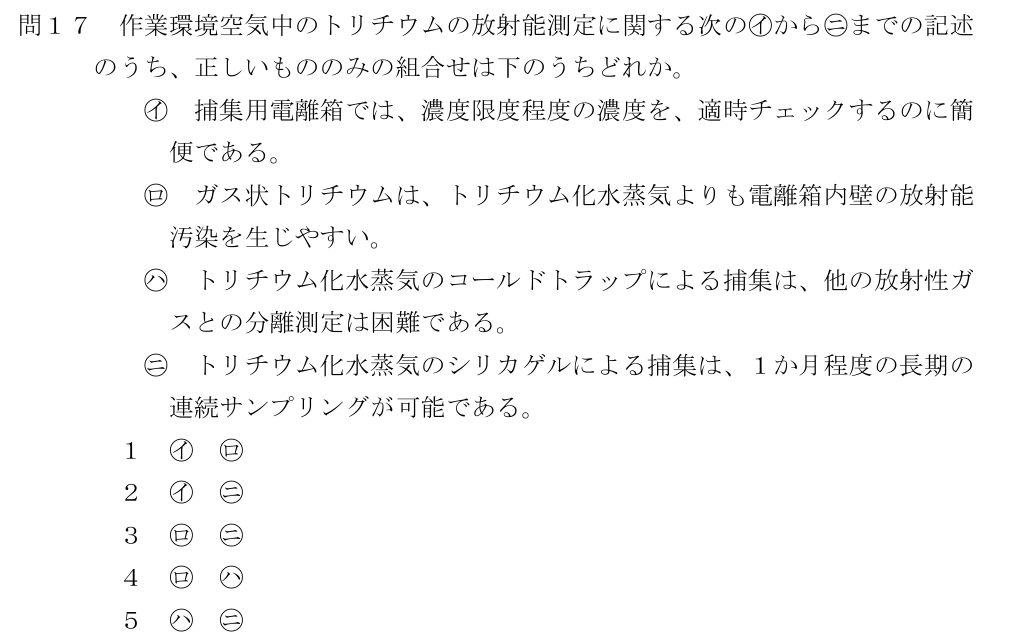 問１７　作業環境空気中のトリチウムの放射能測定に関する次の㋑から㋥までの記述
のうち、正しいもののみの組合せは下のうちどれか。
㋑　捕集用電離箱では、濃度限度程度の濃度を、適時チェックするのに簡
便である。
㋺　ガス状トリチウムは、トリチウム化水蒸気よりも電離箱内壁の放射能
汚染を生じやすい。
㋩　トリチウム化水蒸気のコールドトラップによる捕集は、他の放射性ガ
スとの分離測定は困難である。
㋥　トリチウム化水蒸気のシリカゲルによる捕集は、１か月程度の長期の
連続サンプリングが可能である。
1　㋑　㋺
2　㋑　㋥
3　㋺　㋥
4　㋺　㋩
5　㋩　㋥